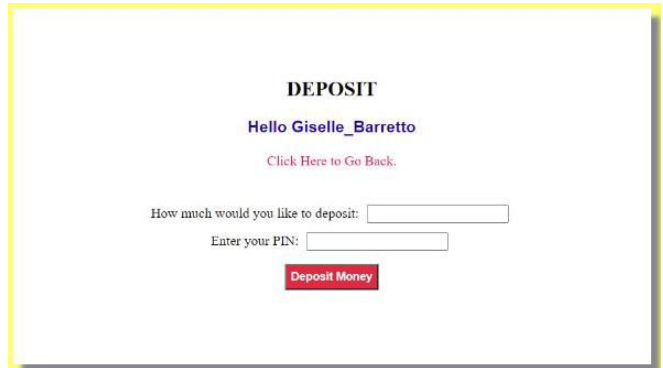 DEPOSIT
Hello Giselle_Barretto
Click Here to Go Back.
How much would you like to deposit:
Enter your PIN:
Deposit Money